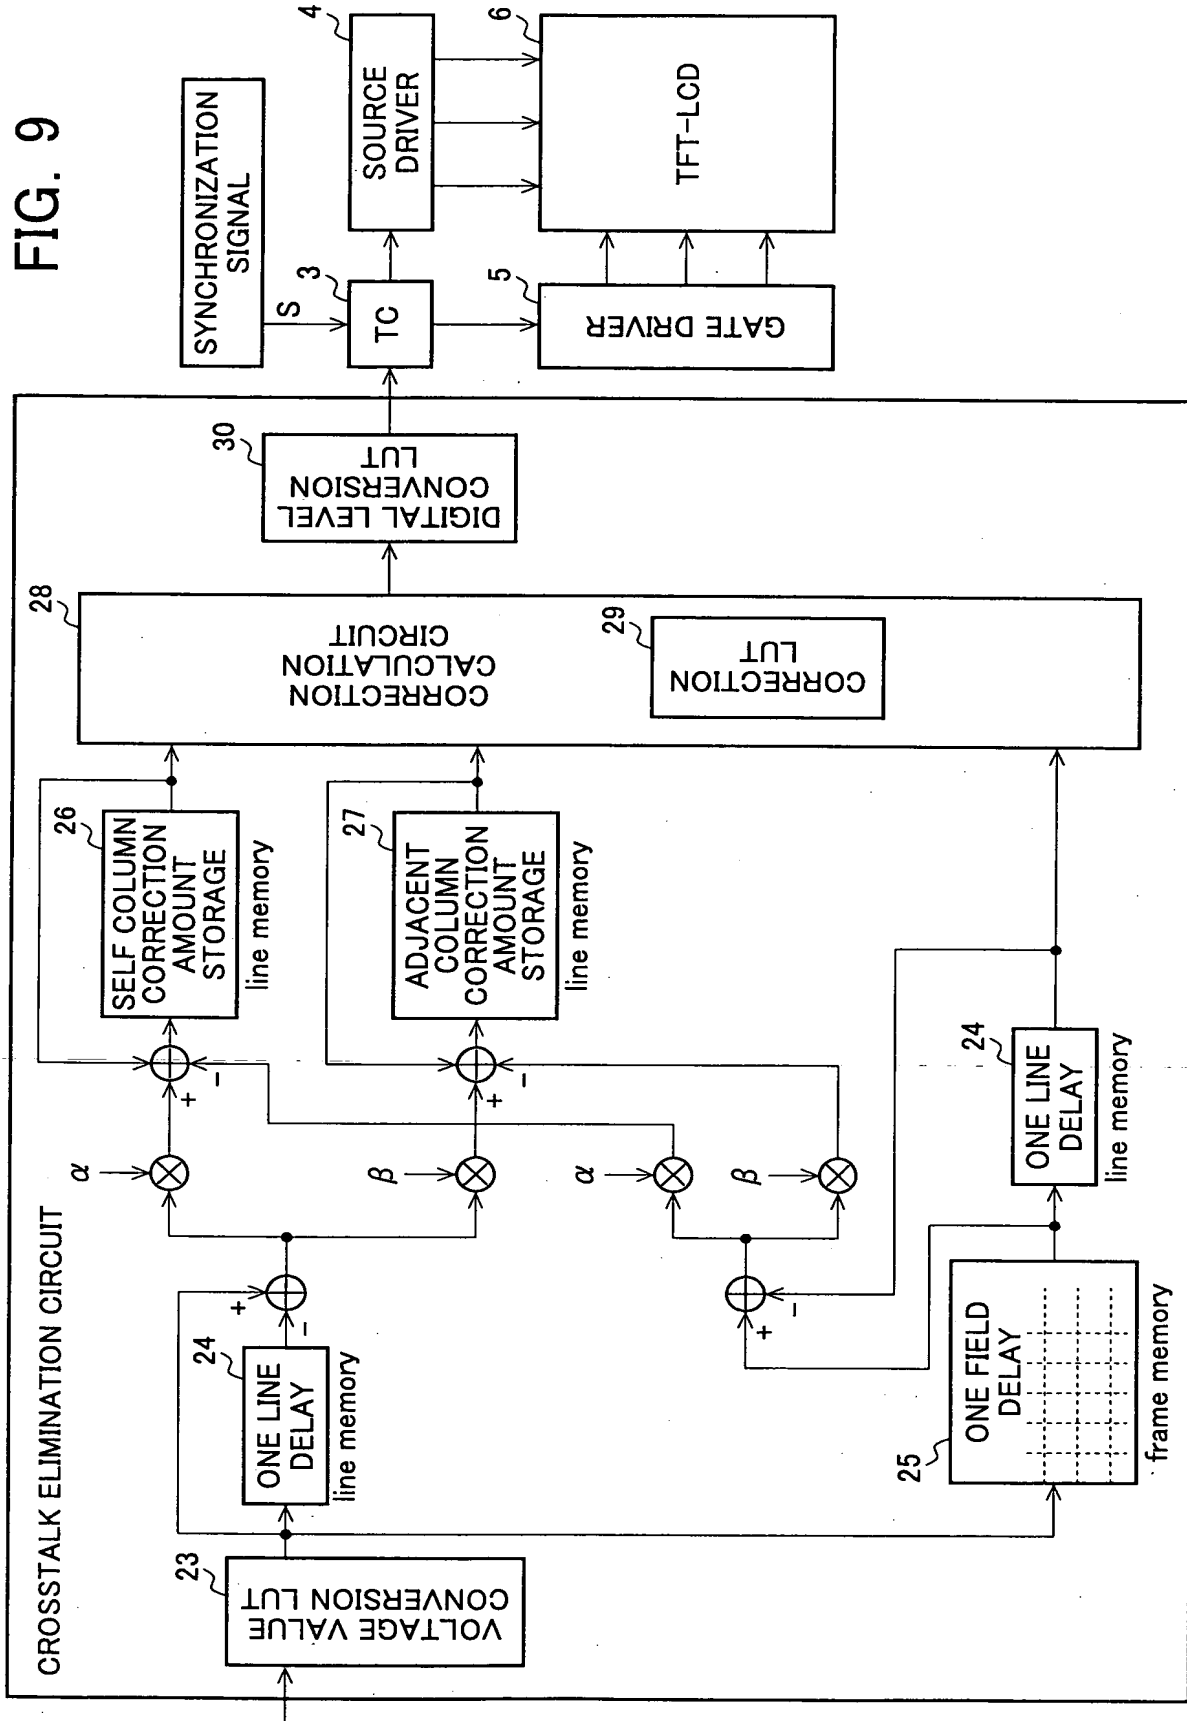 FIG. 9
CROSSTALK ELIMINATION CIRCUIT
23
VOLTAGE VALUE
CONVERSION LUT
24
ONE LINE
DELAY
line memory
+
-
α
β
+
-
26
SELF COLUMN
CORRECTION
AMOUNT
STORAGE
line memory
+
-
27
ADJACENT
COLUMN
CORRECTION
AMOUNT
STORAGE
line memory
α
β
+
-
25
ONE FIELD
DELAY
frame memory
24
ONE LINE
DELAY
line memory
28
CORRECTION
CALCULATION
CIRCUIT
29
CORRECTION
LUT
30
DIGITAL LEVEL
CONVERSION
LUT
SYNCHRONIZATION
SIGNAL
S
3
TC
4
SOURCE
DRIVER
5
GATE DRIVER
6
TFT-LCD